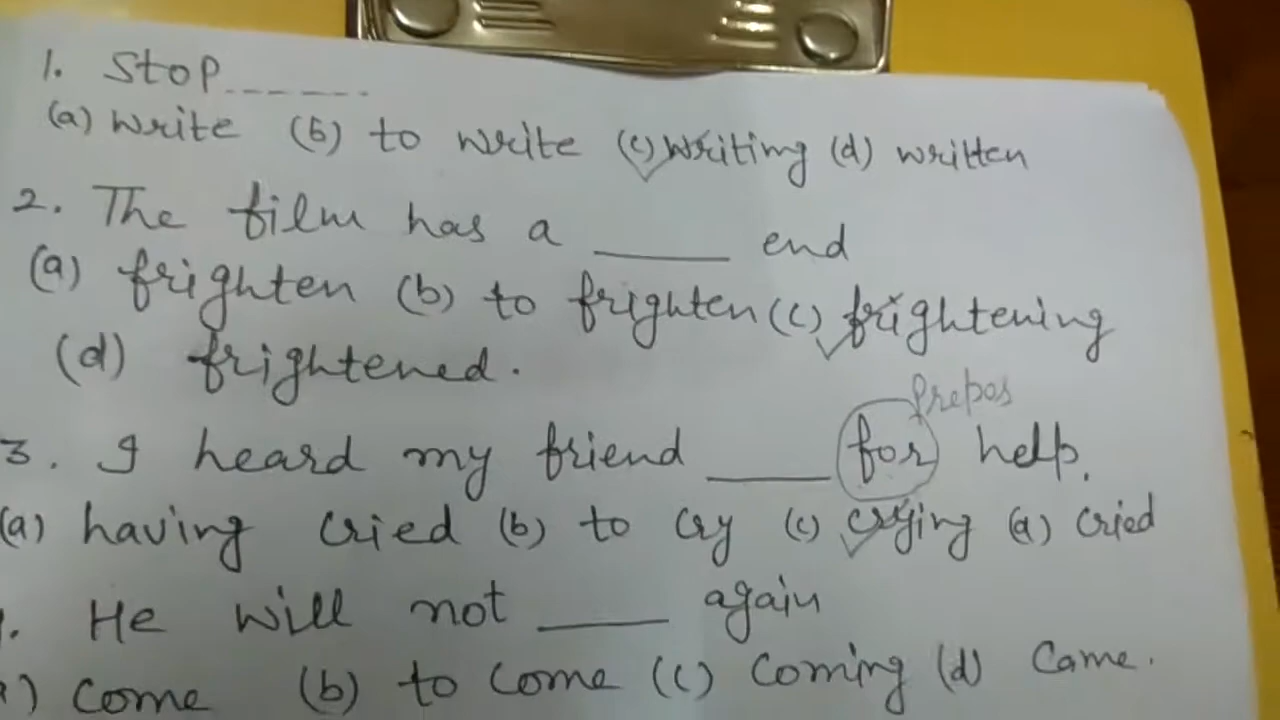 1. Stop......
(a) write (b) to write (c) writing (d) written
2. The film has a _____ end
(a) frighten (b) to frighten (c) frightening
(d) frightened.
Prepos
3. I heard my friend _____ for help.
(a) having cried (b) to cry (c) crying (d) cried
. He will not _____ again
) come (b) to come (c) coming (d) came.